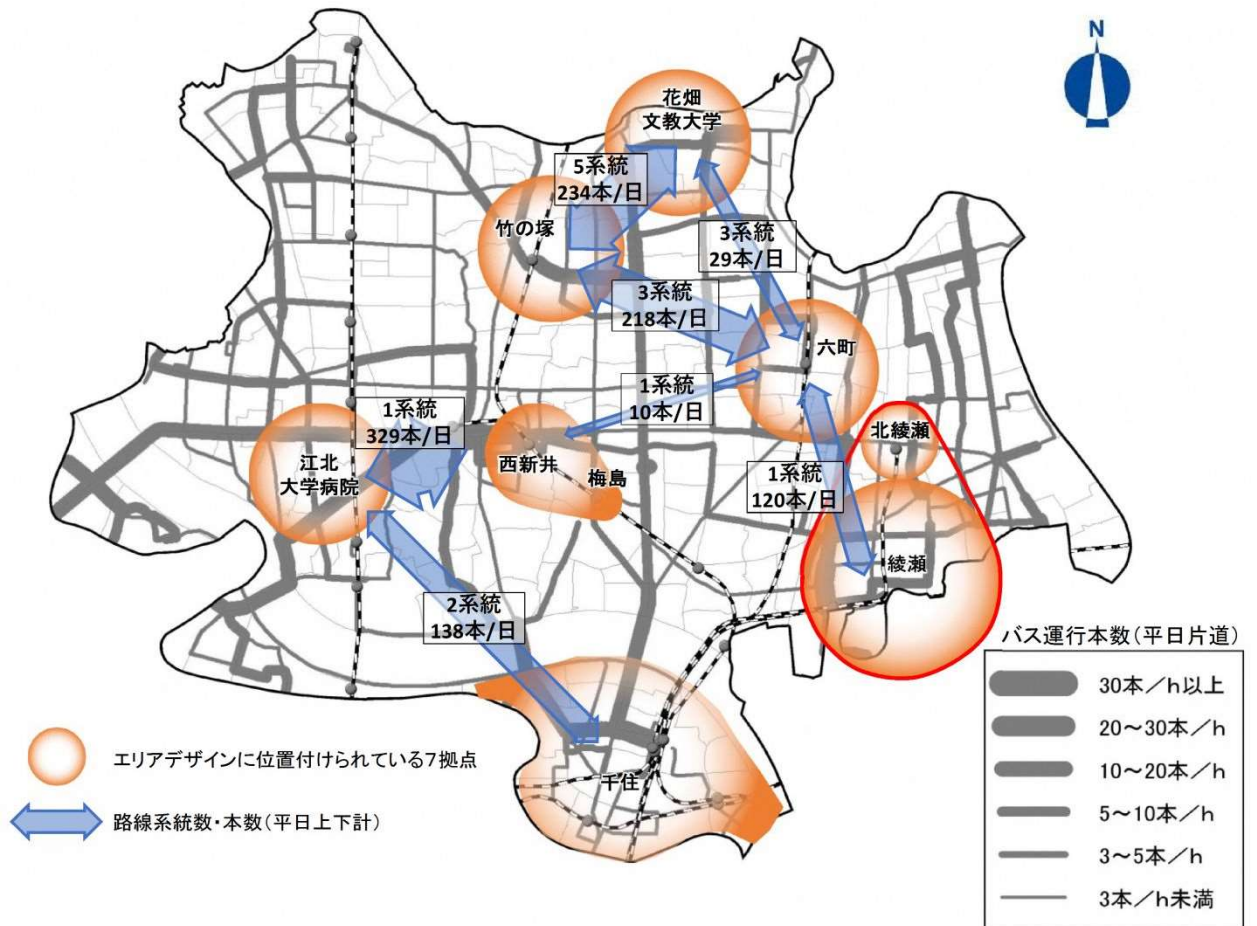 N
花畑
文教大学
5系統
234本/日
竹の塚
3系統
29本/日
3系統
218本/日
六町
1系統
10本/日
1系統
329本/日
北綾瀬
江北
大学病院
西新井
梅島
1系統
120本/日
綾瀬
2系統
138本/日
千住
エリアデザインに位置付けられている7拠点
路線系統数・本数(平日上下計)
バス運行本数(平日片道)
30本/h以上
20~30本/h
10~20本/h
5~10本/h
3~5本/h
3本/h未満